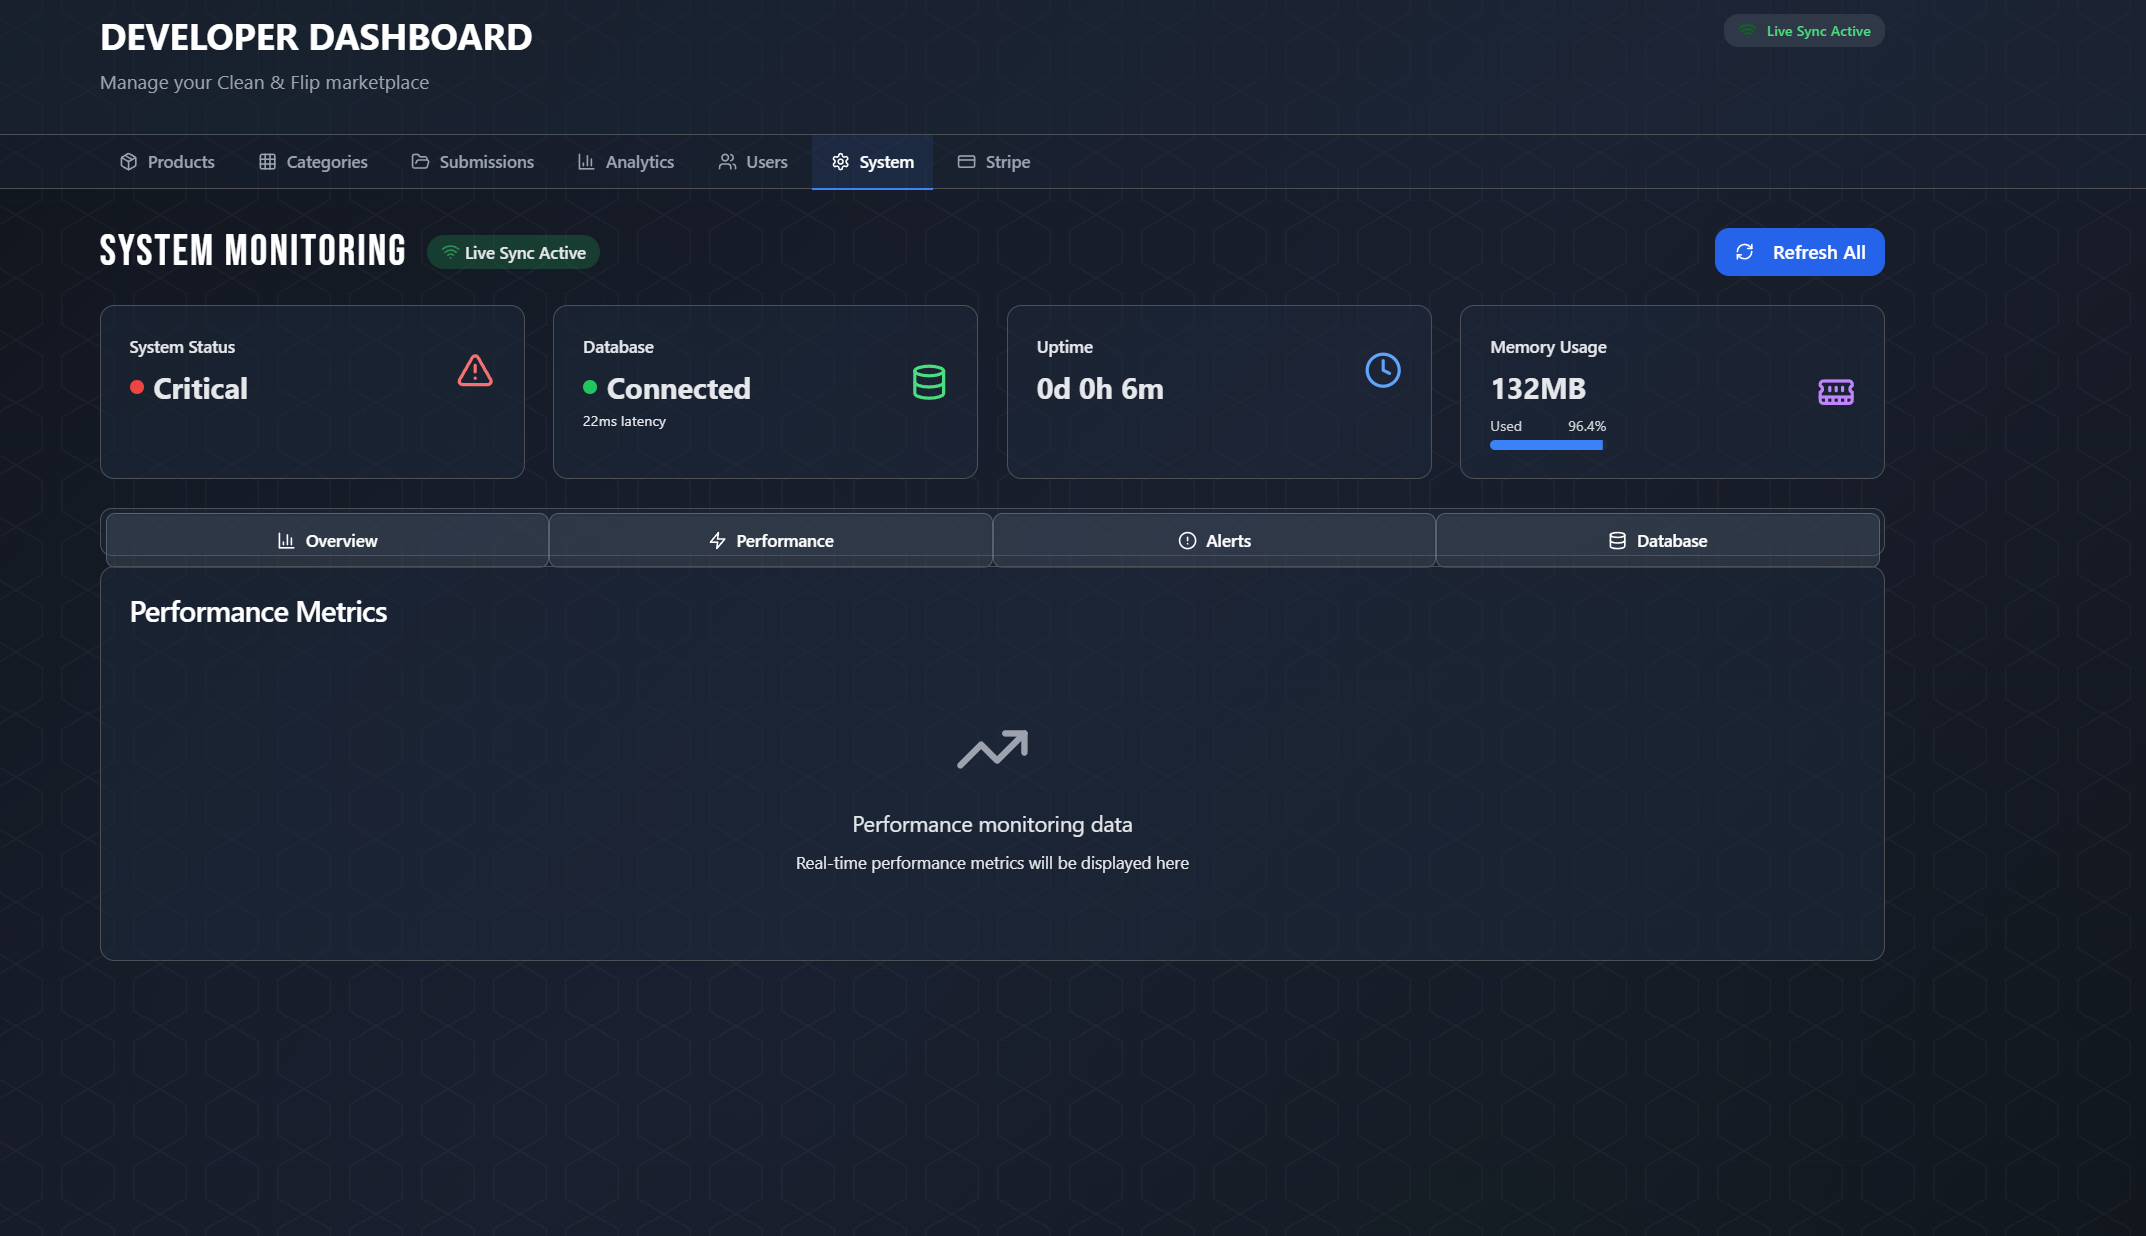 DEVELOPER DASHBOARD
Live Sync Active
Manage your Clean & Flip marketplace
Products Categories Submissions Analytics Users System Stripe
SYSTEM MONITORING Live Sync Active Refresh All
System Status
Critical
Database
Connected
22ms latency
Uptime
0d 0h 6m
Memory Usage
132MB
Used 96.4%
Overview Performance Alerts Database
Performance Metrics
Performance monitoring data
Real-time performance metrics will be displayed here